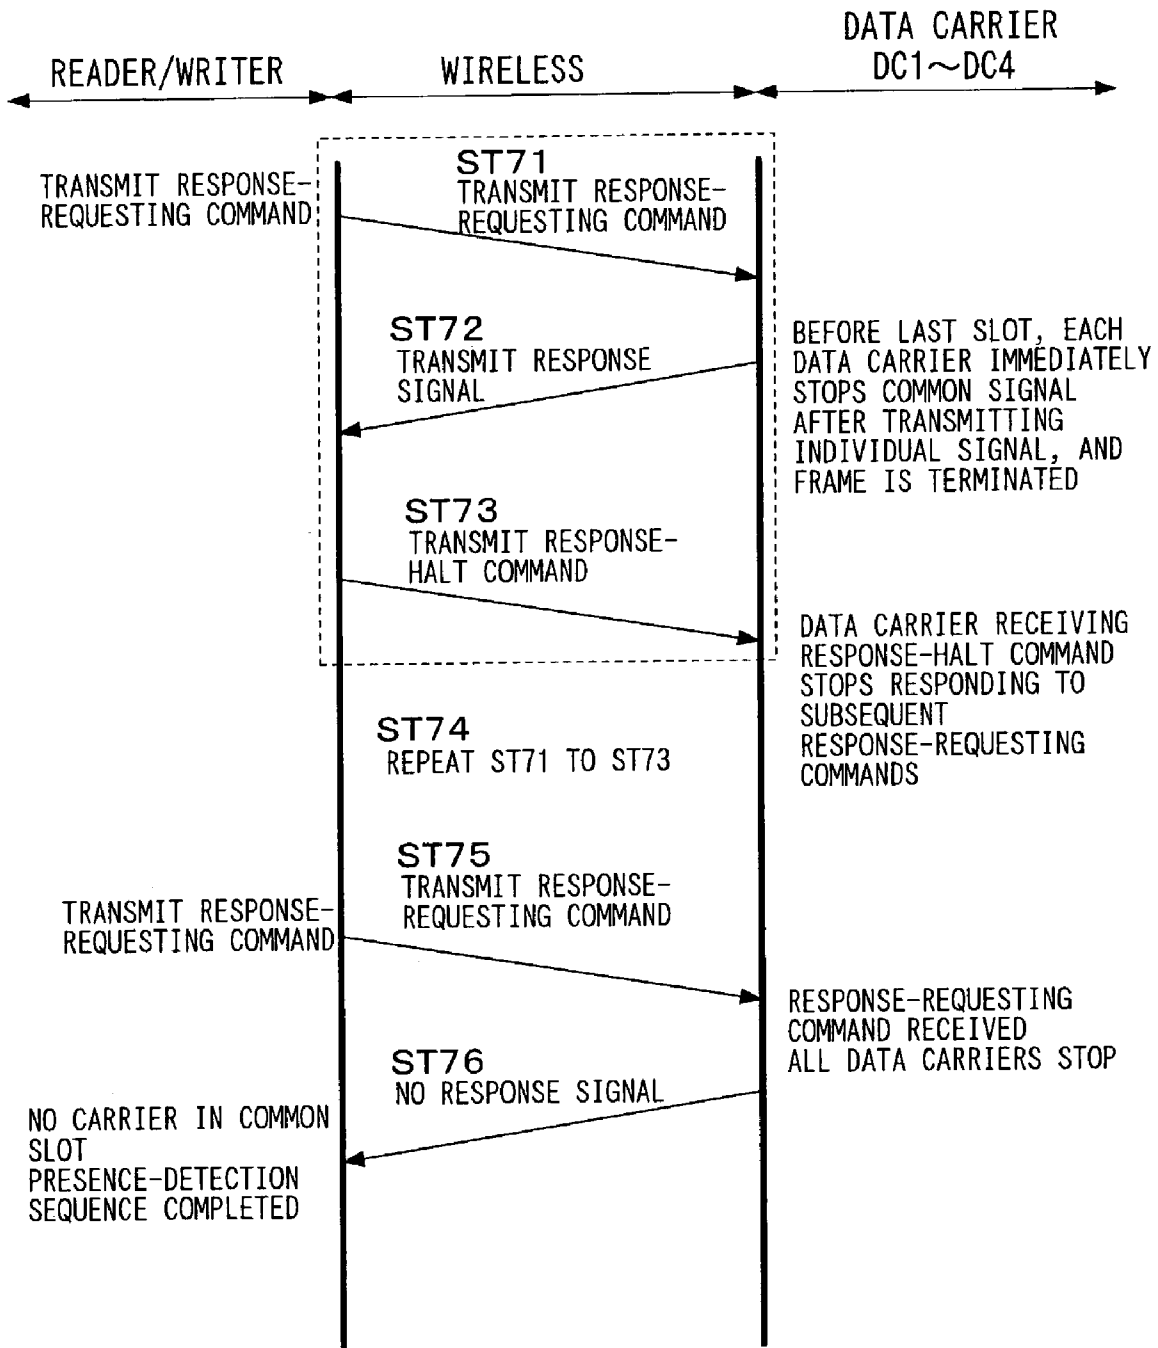 READER/WRITER
WIRELESS
DATA CARRIER
DC1～DC4
TRANSMIT RESPONSE-
REQUESTING COMMAND
ST71
TRANSMIT RESPONSE-
REQUESTING COMMAND
ST72
TRANSMIT RESPONSE
SIGNAL
BEFORE LAST SLOT, EACH
DATA CARRIER IMMEDIATELY
STOPS COMMON SIGNAL
AFTER TRANSMITTING
INDIVIDUAL SIGNAL, AND
FRAME IS TERMINATED
ST73
TRANSMIT RESPONSE-
HALT COMMAND
DATA CARRIER RECEIVING
RESPONSE-HALT COMMAND
STOPS RESPONDING TO
SUBSEQUENT
RESPONSE-REQUESTING
COMMANDS
ST74
REPEAT ST71 TO ST73
ST75
TRANSMIT RESPONSE-
REQUESTING COMMAND
TRANSMIT RESPONSE-
REQUESTING COMMAND
RESPONSE-REQUESTING
COMMAND RECEIVED
ALL DATA CARRIERS STOP
ST76
NO RESPONSE SIGNAL
NO CARRIER IN COMMON
SLOT
PRESENCE-DETECTION
SEQUENCE COMPLETED